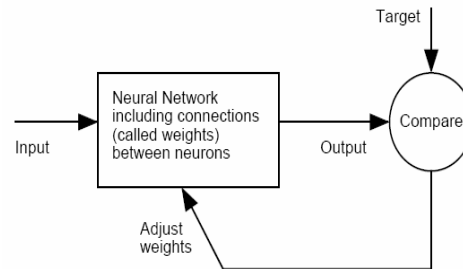 Target
Neural Network
including connections
(called weights)
between neurons
Compare
Input
Output
Adjust
weights